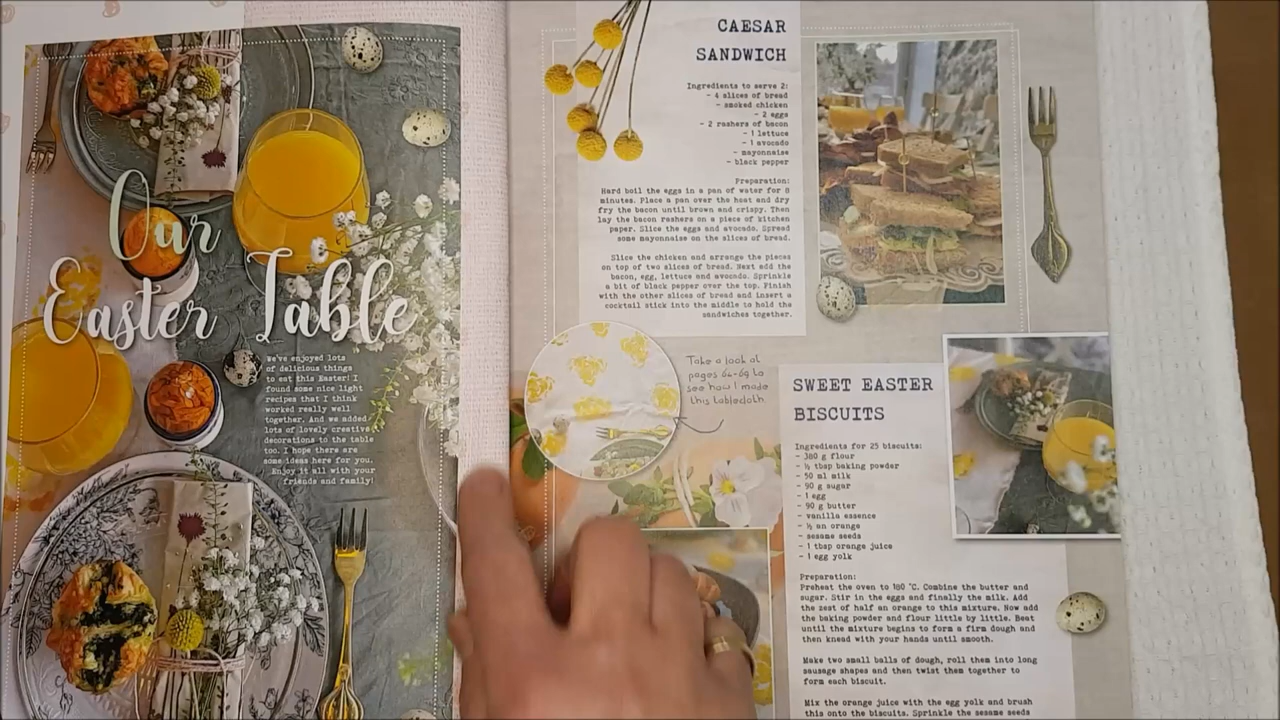 Our
Easter Table
We've enjoyed lots
of delicious things
to eat this Easter! I
found some nice light
recipes that I think
worked really well
together. And we added
lots of lovely creative
decorations to the table
too. I hope there are
some ideas here for you.
Enjoy it all with your
friends and family!
CAESAR
SANDWICH
Ingredients to serve 2:
- 4 slices of bread
- smoked chicken
- 2 eggs
- 2 rashers of bacon
- 1 lettuce
- 1 avocado
- mayonnaise
- black pepper
Preparation:
Hard boil the eggs in a pan of water for 8
minutes. Place a pan over the heat and dry
fry the bacon until brown and crispy. Then
lay the bacon rashers on a piece of kitchen
paper. Slice the eggs and avocado. Spread
some mayonnaise on the slices of bread.
Slice the chicken and arrange the pieces
on top of two slices of bread. Next add the
bacon, egg, lettuce and avocado. Sprinkle
a bit of black pepper over the top. Finish
with the other slices of bread and insert a
cocktail stick into the middle to hold the
sandwiches together.
Take a look at
pages 64-69 to
see how I made
this tablecloth
SWEET EASTER
BISCUITS
Ingredients for 25 biscuits:
- 380 g flour
- ½ tbsp baking powder
- 50 ml milk
- 90 g sugar
- 1 egg
- 90 g butter
- vanilla essence
- ½ an orange
- sesame seeds
- 1 tbsp orange juice
- 1 egg yolk
Preparation:
Preheat the oven to 180 °C. Combine the butter and
sugar. Stir in the eggs and finally the milk. Add
the zest of half an orange to this mixture. Now add
the baking powder and flour little by little. Beat
until the mixture begins to form a firm dough and
then knead with your hands until smooth.
Make two small balls of dough, roll them into long
sausage shapes and then twist them together to
form each biscuit.
Mix the orange juice with the egg yolk and brush
this onto the biscuits. Sprinkle the sesame seeds